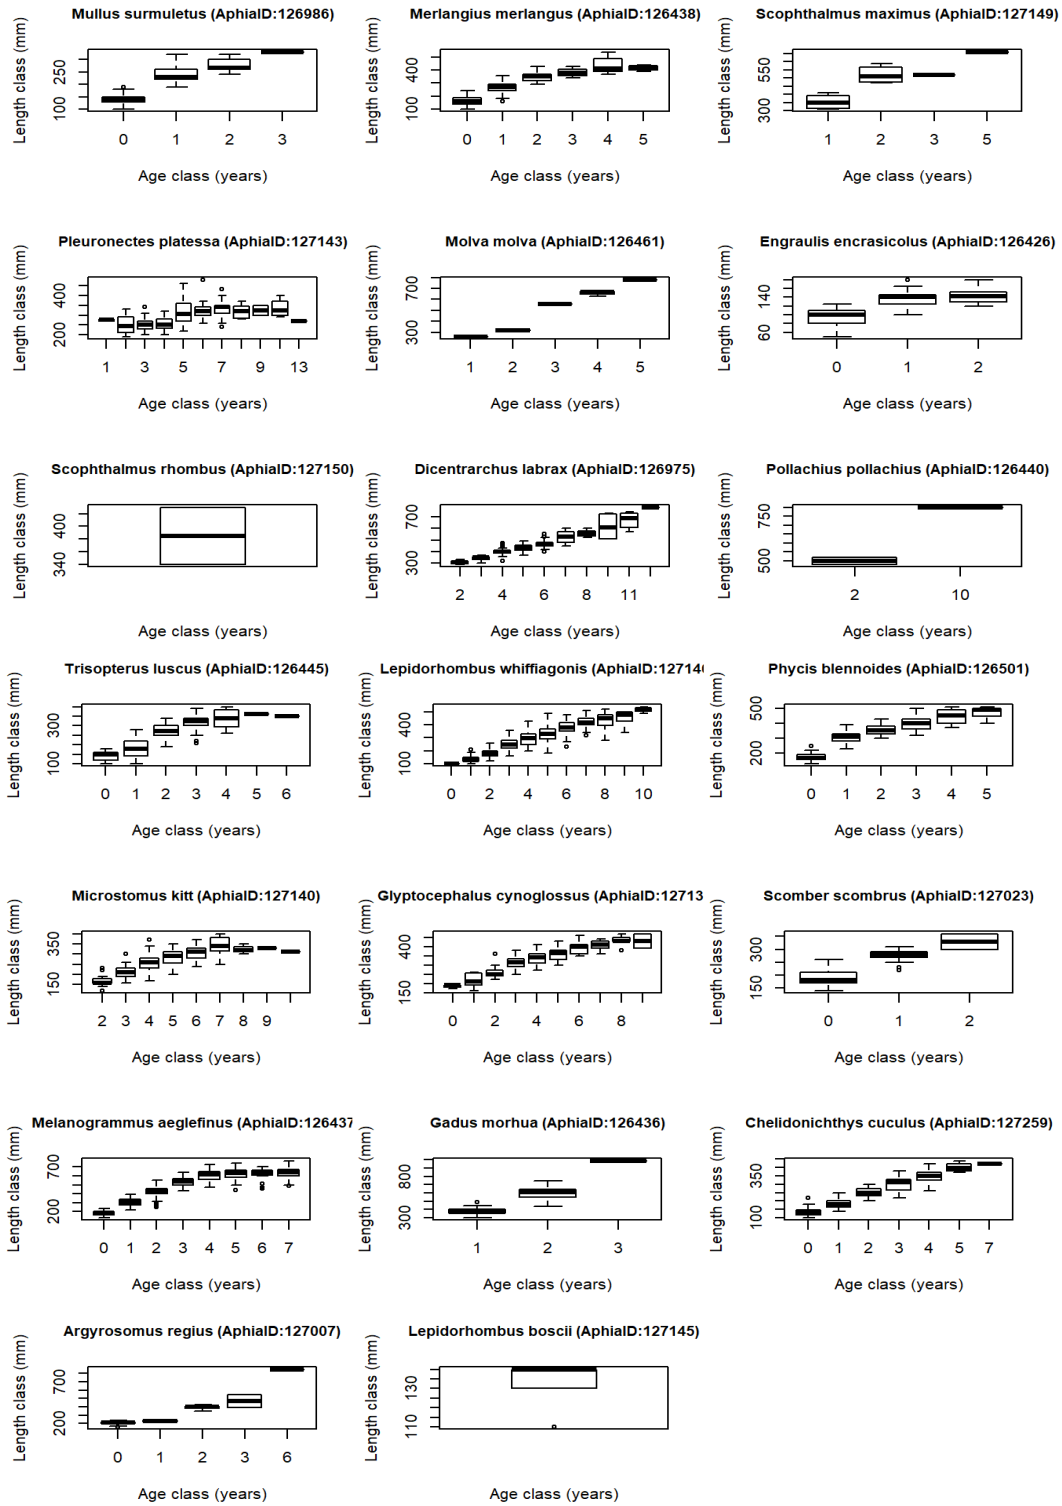 Mullus surmuletus (AphiaID:126986)
Length class (mm)
250
100
0 1 2 3
Age class (years)
Merlangius merlangus (AphiaID:126438)
Length class (mm)
400
100
0 1 2 3 4 5
Age class (years)
Scophthalmus maximus (AphiaID:127149)
Length class (mm)
550
300
1 2 3 5
Age class (years)
Pleuronectes platessa (AphiaID:127143)
Length class (mm)
400
200
1 3 5 7 9 13
Age class (years)
Molva molva (AphiaID:126461)
Length class (mm)
700
300
1 2 3 4 5
Age class (years)
Engraulis encrasicolus (AphiaID:126426)
Length class (mm)
140
60
0 1 2
Age class (years)
Scophthalmus rhombus (AphiaID:127150)
Length class (mm)
400
340
Age class (years)
Dicentrarchus labrax (AphiaID:126975)
Length class (mm)
700
300
2 4 6 8 11
Age class (years)
Pollachius pollachius (AphiaID:126440)
Length class (mm)
750
500
2 10
Age class (years)
Trisopterus luscus (AphiaID:126445)
Length class (mm)
300
100
0 1 2 3 4 5 6
Age class (years)
Lepidorhombus whiffiagonis (AphiaID:12714
Length class (mm)
400
100
0 2 4 6 8 10
Age class (years)
Phycis blennoides (AphiaID:126501)
Length class (mm)
500
200
0 1 2 3 4 5
Age class (years)
Microstomus kitt (AphiaID:127140)
Length class (mm)
350
150
2 3 4 5 6 7 8 9
Age class (years)
Glyptocephalus cynoglossus (AphiaID:12713
Length class (mm)
400
150
0 2 4 6 8
Age class (years)
Scomber scombrus (AphiaID:127023)
Length class (mm)
300
150
0 1 2
Age class (years)
Melanogrammus aeglefinus (AphiaID:126437
Length class (mm)
700
200
0 1 2 3 4 5 6 7
Age class (years)
Gadus morhua (AphiaID:126436)
Length class (mm)
800
300
1 2 3
Age class (years)
Chelidonichthys cuculus (AphiaID:127259)
Length class (mm)
350
100
0 1 2 3 4 5 7
Age class (years)
Argyrosomus regius (AphiaID:127007)
Length class (mm)
700
200
0 1 2 3 6
Age class (years)
Lepidorhombus boscii (AphiaID:127145)
Length class (mm)
130
110
Age class (years)